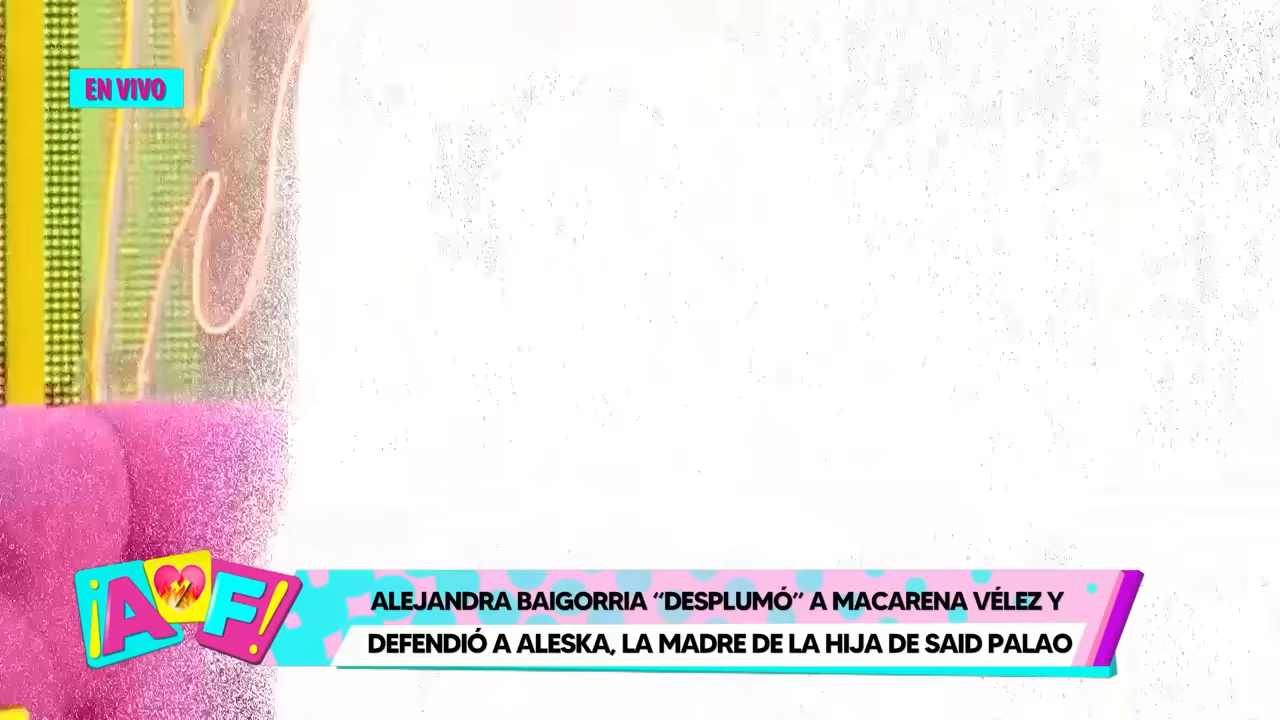 EN VIVO
¡A F!
ALEJANDRA BAIGORRIA “DESPLUMÓ” A MACARENA VÉLEZ Y
DEFENDIÓ A ALESKA, LA MADRE DE LA HIJA DE SAID PALAO